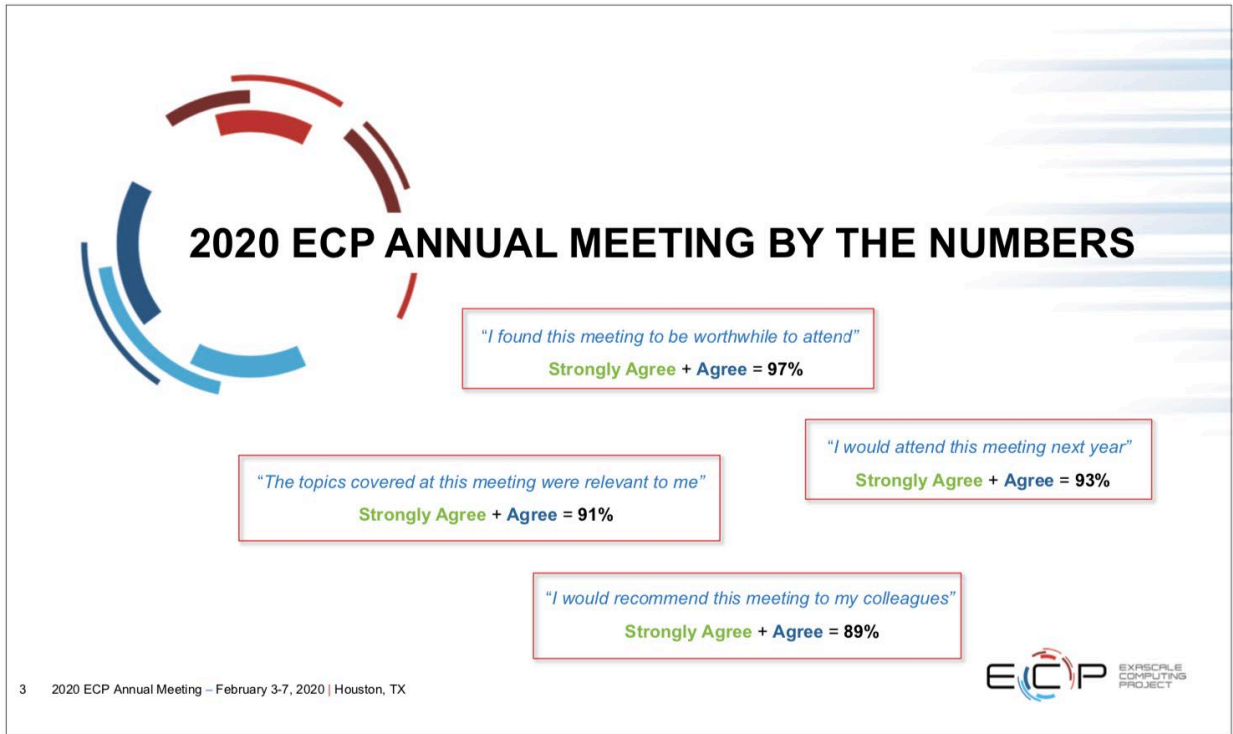 2020 ECP ANNUAL MEETING BY THE NUMBERS
“I found this meeting to be worthwhile to attend”
Strongly Agree + Agree = 97%
“I would attend this meeting next year”
Strongly Agree + Agree = 93%
“The topics covered at this meeting were relevant to me”
Strongly Agree + Agree = 91%
“I would recommend this meeting to my colleagues”
Strongly Agree + Agree = 89%
3 2020 ECP Annual Meeting – February 3-7, 2020 | Houston, TX
ECP
EXASCALE
COMPUTING
PROJECT